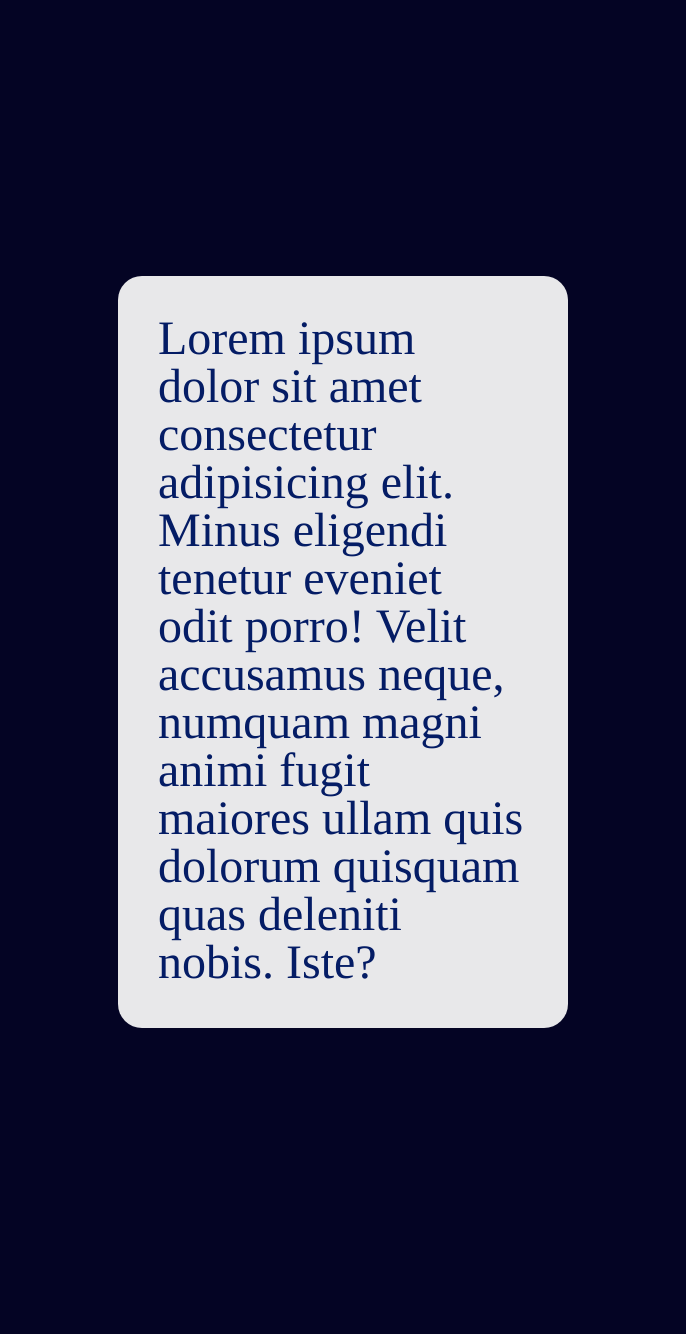 Lorem ipsum
dolor sit amet
consectetur
adipisicing elit.
Minus eligendi
tenetur eveniet
odit porro! Velit
accusamus neque,
numquam magni
animi fugit
maiores ullam quis
dolorum quisquam
quas deleniti
nobis. Iste?